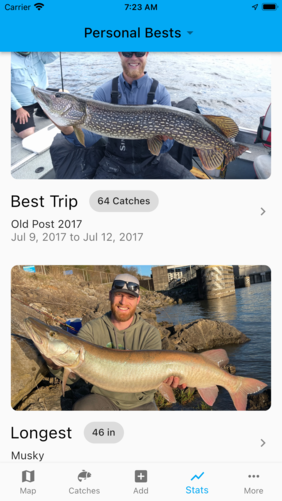 Carrier 7:23 AM
Personal Bests
Best Trip 64 Catches
Old Post 2017
Jul 9, 2017 to Jul 12, 2017
Longest 46 in
Musky
Map Catches Add Stats More